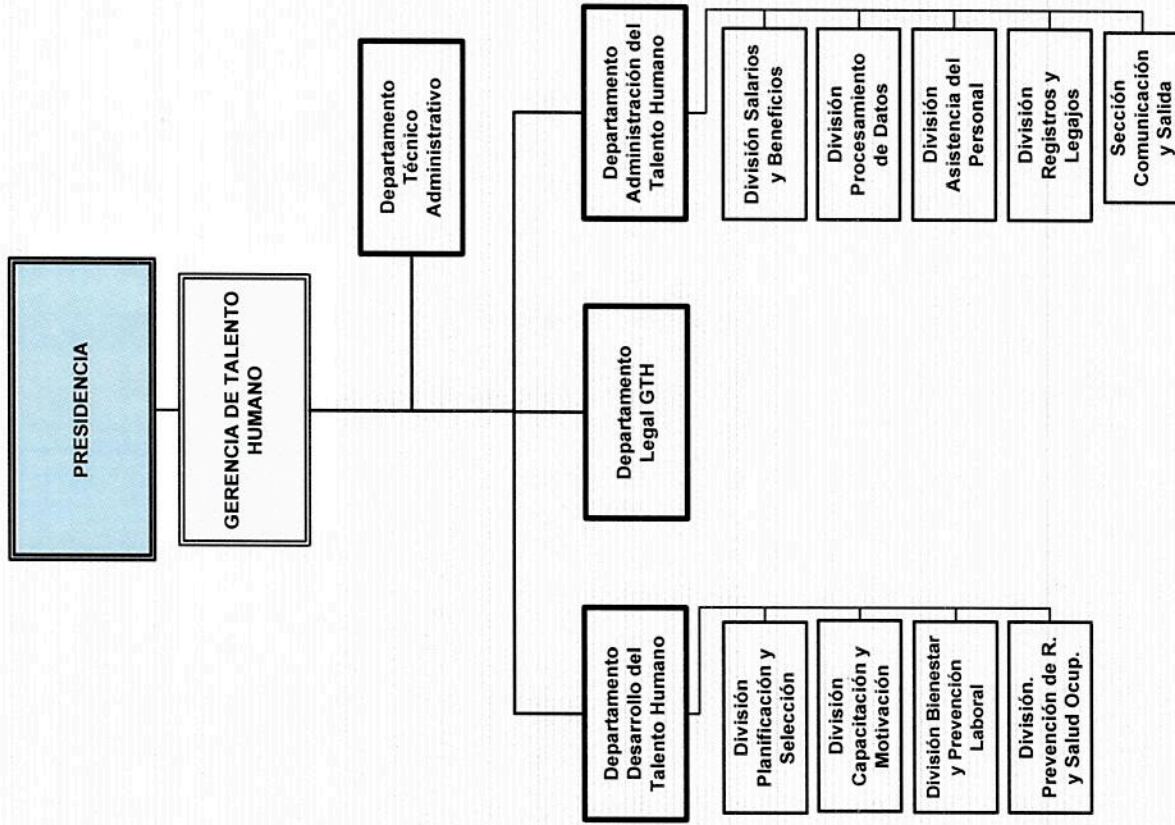 PRESIDENCIA
GERENCIA DE TALENTO
HUMANO
Departamento
Técnico
Administrativo
Departamento
Desarrollo del
Talento Humano
División
Planificación y
Selección
División
Capacitación y
Motivación
División Bienestar
y Prevención
Laboral
División.
Prevención de R.
y Salud Ocup.
Departamento
Legal GTH
Departamento
Administración del
Talento Humano
División Salarios
y Beneficios
División
Procesamiento
de Datos
División
Asistencia del
Personal
División
Registros y
Legajos
Sección
Comunicación
y Salida